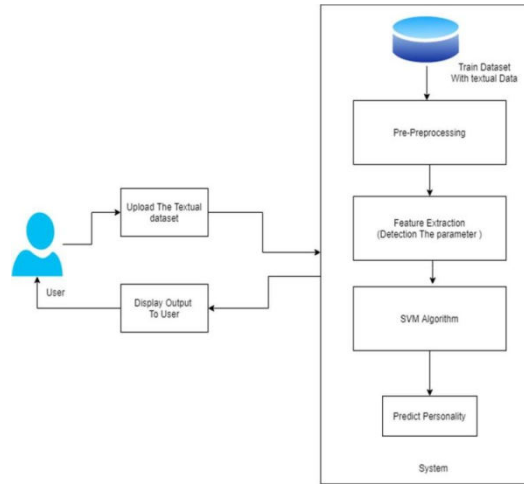 Train Dataset
With textual Data
Pre-Preprocessing
Upload The Textual
dataset
Feature Extraction
(Detection The parameter )
User
Display Output
To User
SVM Algorithm
Predict Personality
System